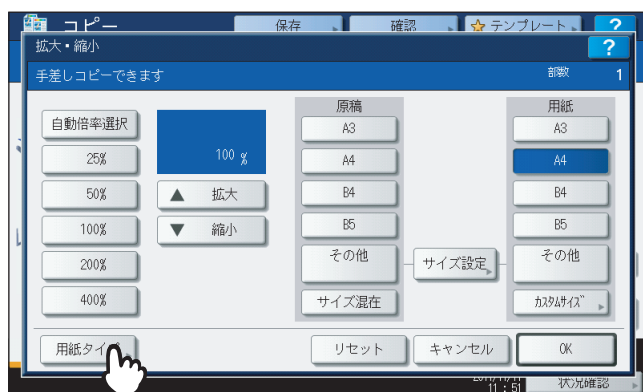 コピー 保存 確認 テンプレート ?
拡大・縮小 ?
手差しコピーできます 部数 1
原稿 用紙
自動倍率選択 A3 A3
25% 100 % A4 A4
50% ▲ 拡大 B4 B4
100% ▼ 縮小 B5 B5
200% その他 サイズ設定 その他
400% サイズ混在 カスタムサイズ
用紙タイ リセット キャンセル OK
11:51 状況確認